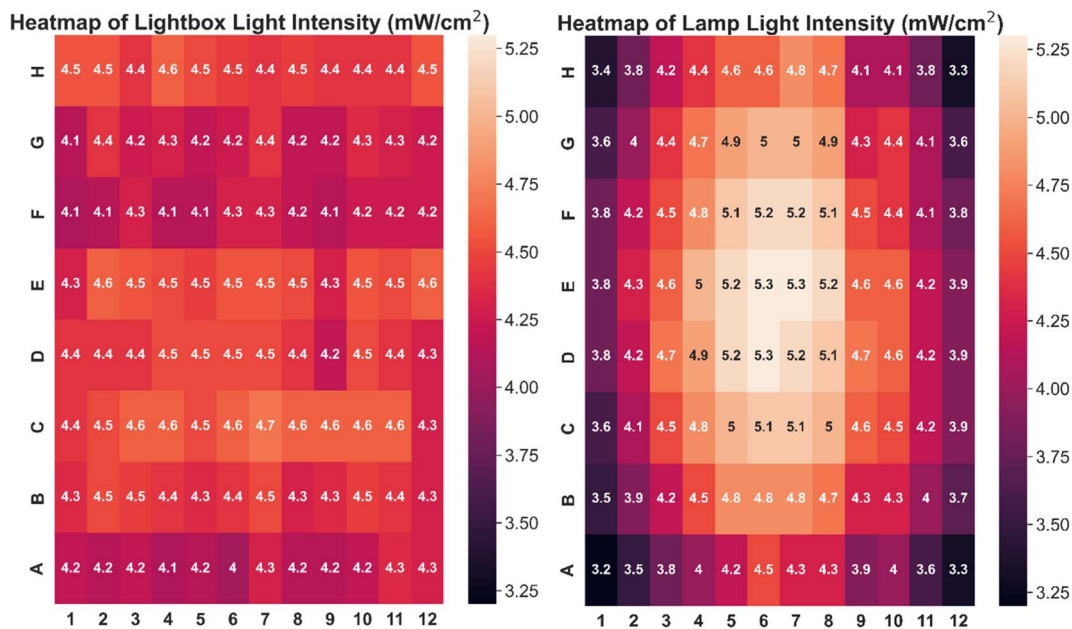 Heatmap of Lightbox Light Intensity (mW/cm²)
H 4.5 4.5 4.4 4.6 4.5 4.5 4.4 4.5 4.4 4.4 4.4 4.5
G 4.1 4.4 4.2 4.3 4.2 4.2 4.4 4.2 4.2 4.3 4.3 4.2
F 4.1 4.1 4.3 4.1 4.1 4.3 4.3 4.2 4.1 4.2 4.2 4.2
E 4.3 4.6 4.5 4.5 4.5 4.5 4.5 4.5 4.3 4.5 4.5 4.6
D 4.4 4.4 4.4 4.5 4.5 4.5 4.5 4.4 4.2 4.5 4.4 4.3
C 4.4 4.5 4.6 4.6 4.5 4.6 4.7 4.6 4.6 4.6 4.6 4.3
B 4.3 4.5 4.5 4.4 4.3 4.4 4.5 4.3 4.3 4.5 4.4 4.3
A 4.2 4.2 4.2 4.1 4.2 4 4.3 4.2 4.2 4.2 4.3 4.3
1 2 3 4 5 6 7 8 9 10 11 12
5.25
5.00
4.75
4.50
4.25
4.00
3.75
3.50
3.25
Heatmap of Lamp Light Intensity (mW/cm²)
H 3.4 3.8 4.2 4.4 4.6 4.6 4.8 4.7 4.1 4.1 3.8 3.3
G 3.6 4 4.4 4.7 4.9 5 5 4.9 4.3 4.4 4.1 3.6
F 3.8 4.2 4.5 4.8 5.1 5.2 5.2 5.1 4.5 4.4 4.1 3.8
E 3.8 4.3 4.6 5 5.2 5.3 5.3 5.2 4.6 4.6 4.2 3.9
D 3.8 4.2 4.7 4.9 5.2 5.3 5.2 5.1 4.7 4.6 4.2 3.9
C 3.6 4.1 4.5 4.8 5 5.1 5.1 5 4.6 4.5 4.2 3.9
B 3.5 3.9 4.2 4.5 4.8 4.8 4.8 4.7 4.3 4.3 4 3.7
A 3.2 3.5 3.8 4 4.2 4.5 4.3 4.3 3.9 4 3.6 3.3
1 2 3 4 5 6 7 8 9 10 11 12
5.25
5.00
4.75
4.50
4.25
4.00
3.75
3.50
3.25